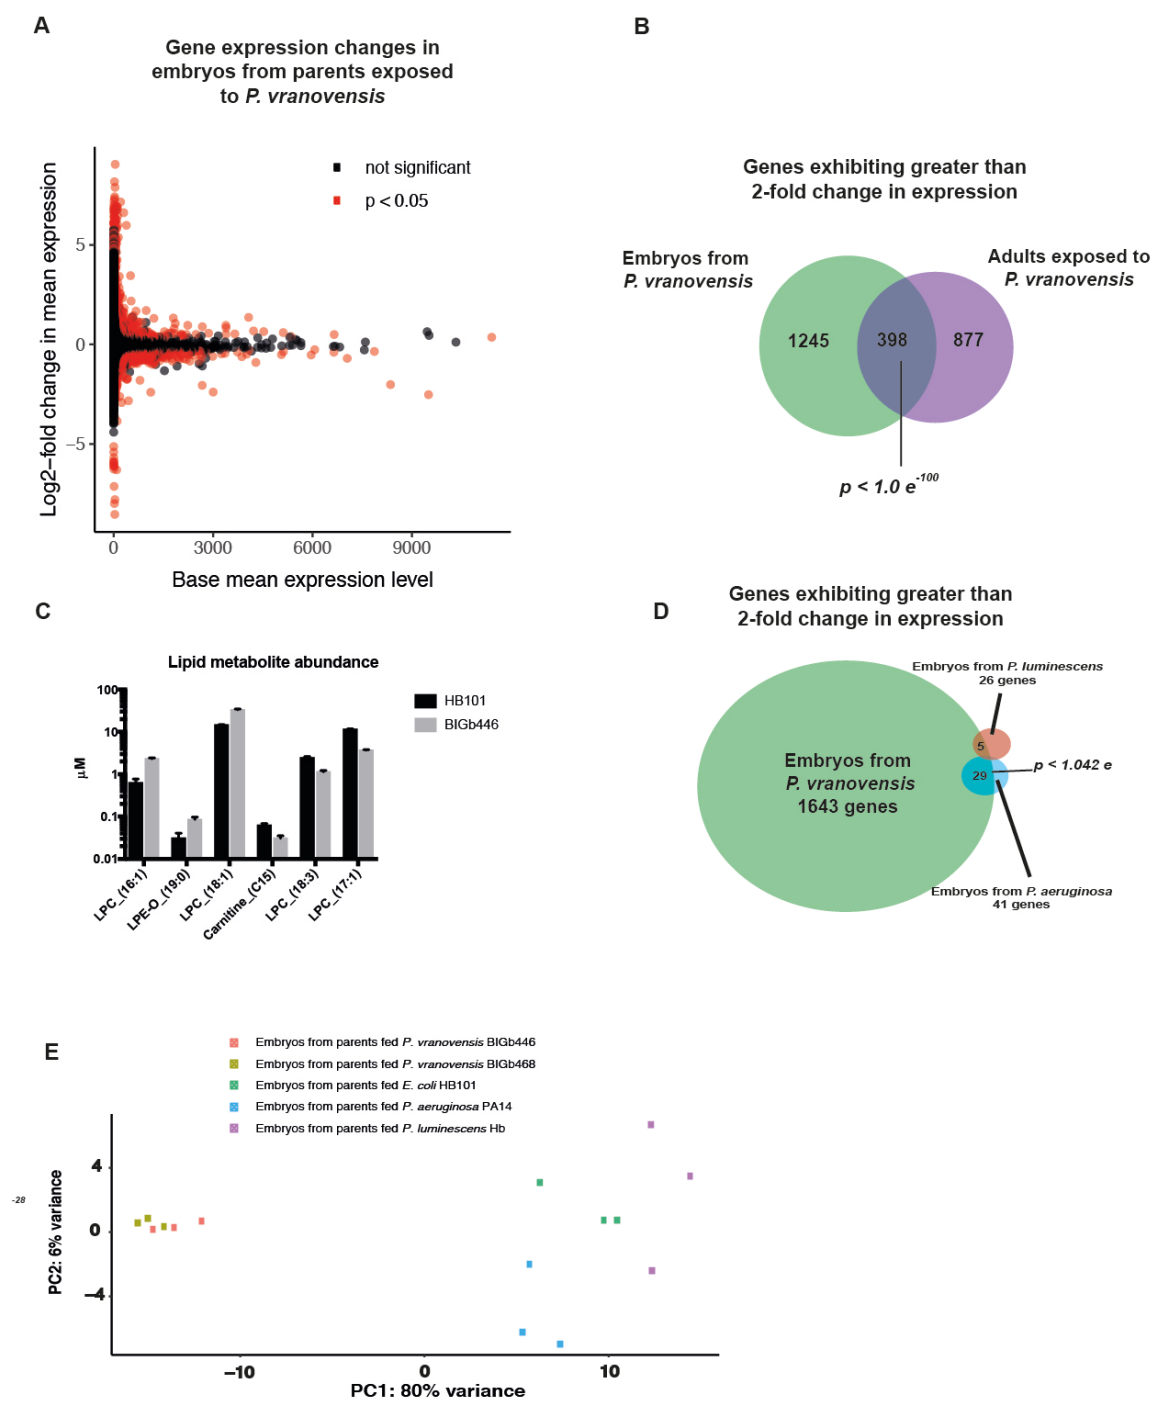 A
Gene expression changes in
embryos from parents exposed
to P. vranovensis
not significant
p < 0.05
Log2−fold change in mean expression
5
0
−5
0
3000
6000
9000
Base mean expression level
B
Genes exhibiting greater than
2-fold change in expression
Embryos from
P. vranovensis
Adults exposed to
P. vranovensis
1245
398
877
p < 1.0 e-100
C
Lipid metabolite abundance
HB101
BIGb446
µM
100
10
1
0.1
0.01
LPC_(16:1)
LPE-O_(19:0)
LPC_(18:1)
Carnitine_(C15)
LPC_(18:3)
LPC_(17:1)
D
Genes exhibiting greater than
2-fold change in expression
Embryos from P. luminescens
26 genes
Embryos from
P. vranovensis
1643 genes
5
29
p < 1.042 e
Embryos from P. aeruginosa
41 genes
E
Embryos from parents fed P. vranovensis BIGb446
Embryos from parents fed P. vranovensis BIGb468
Embryos from parents fed E. coli HB101
Embryos from parents fed P. aeruginosa PA14
Embryos from parents fed P. luminescens Hb
-28
PC2: 6% variance
4
0
−4
−10
0
10
PC1: 80% variance